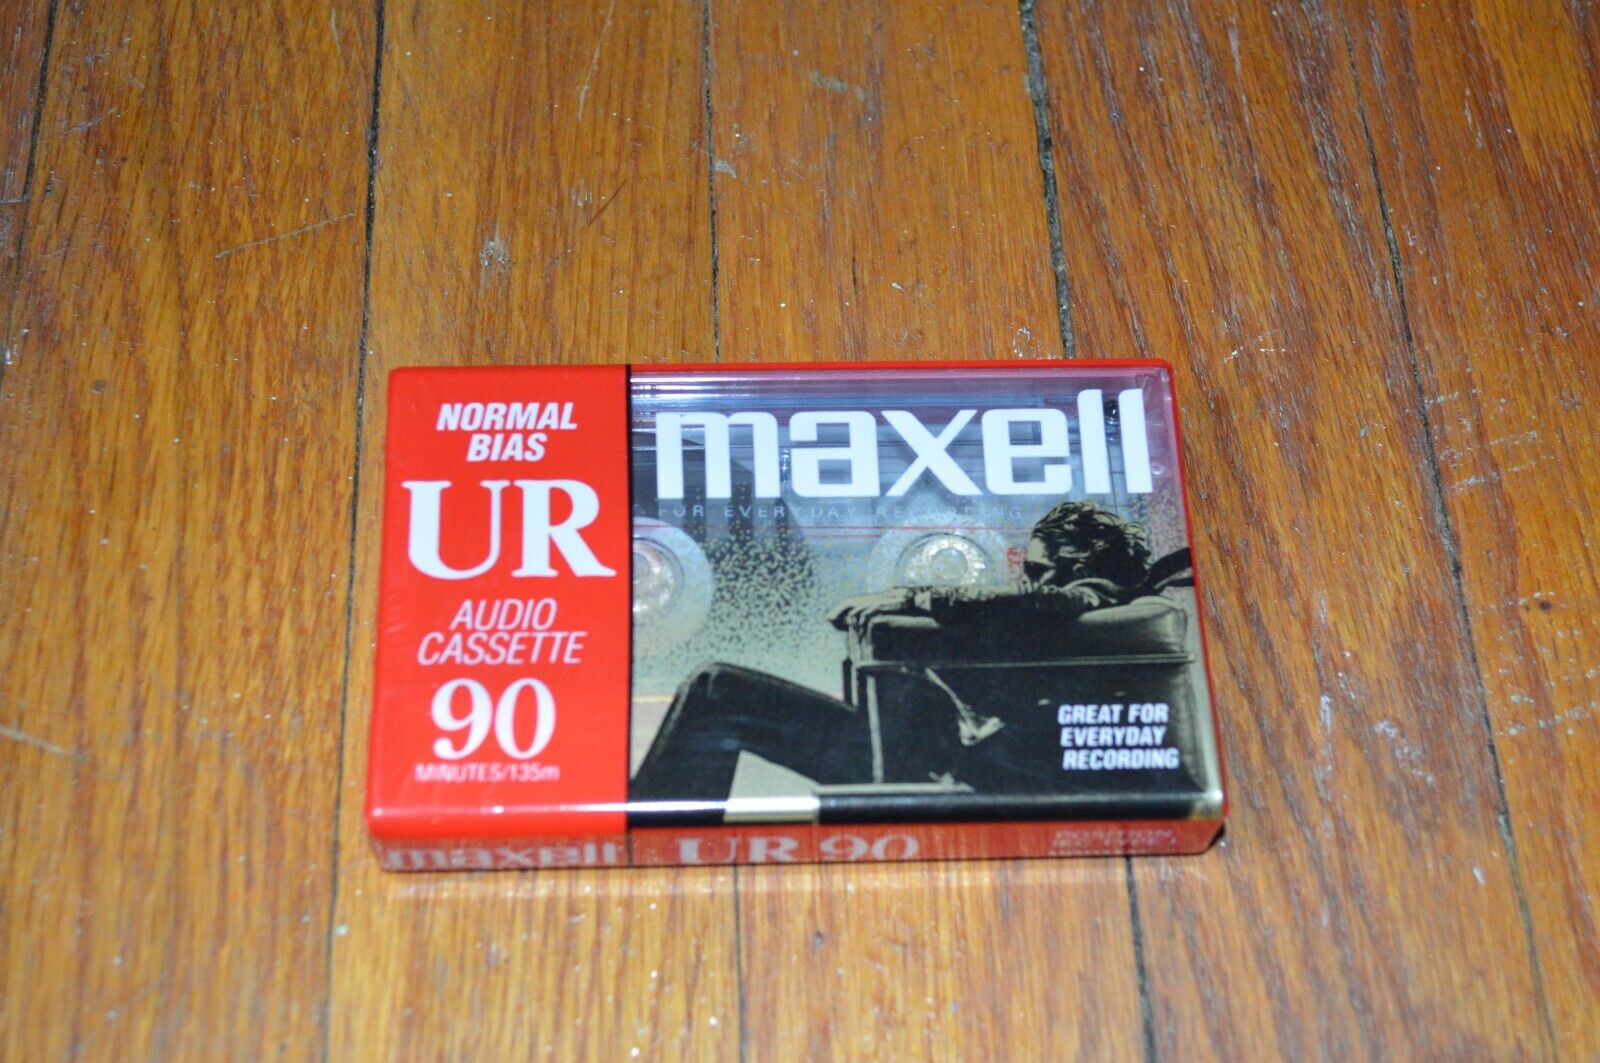 NORMAL
BIAS
UR
AUDIO
CASSETTE
90
MINUTES/135m
maxell
FOR EVERYDAY RECORDING
GREAT FOR
EVERYDAY
RECORDING
maxell UR 90
POSITION